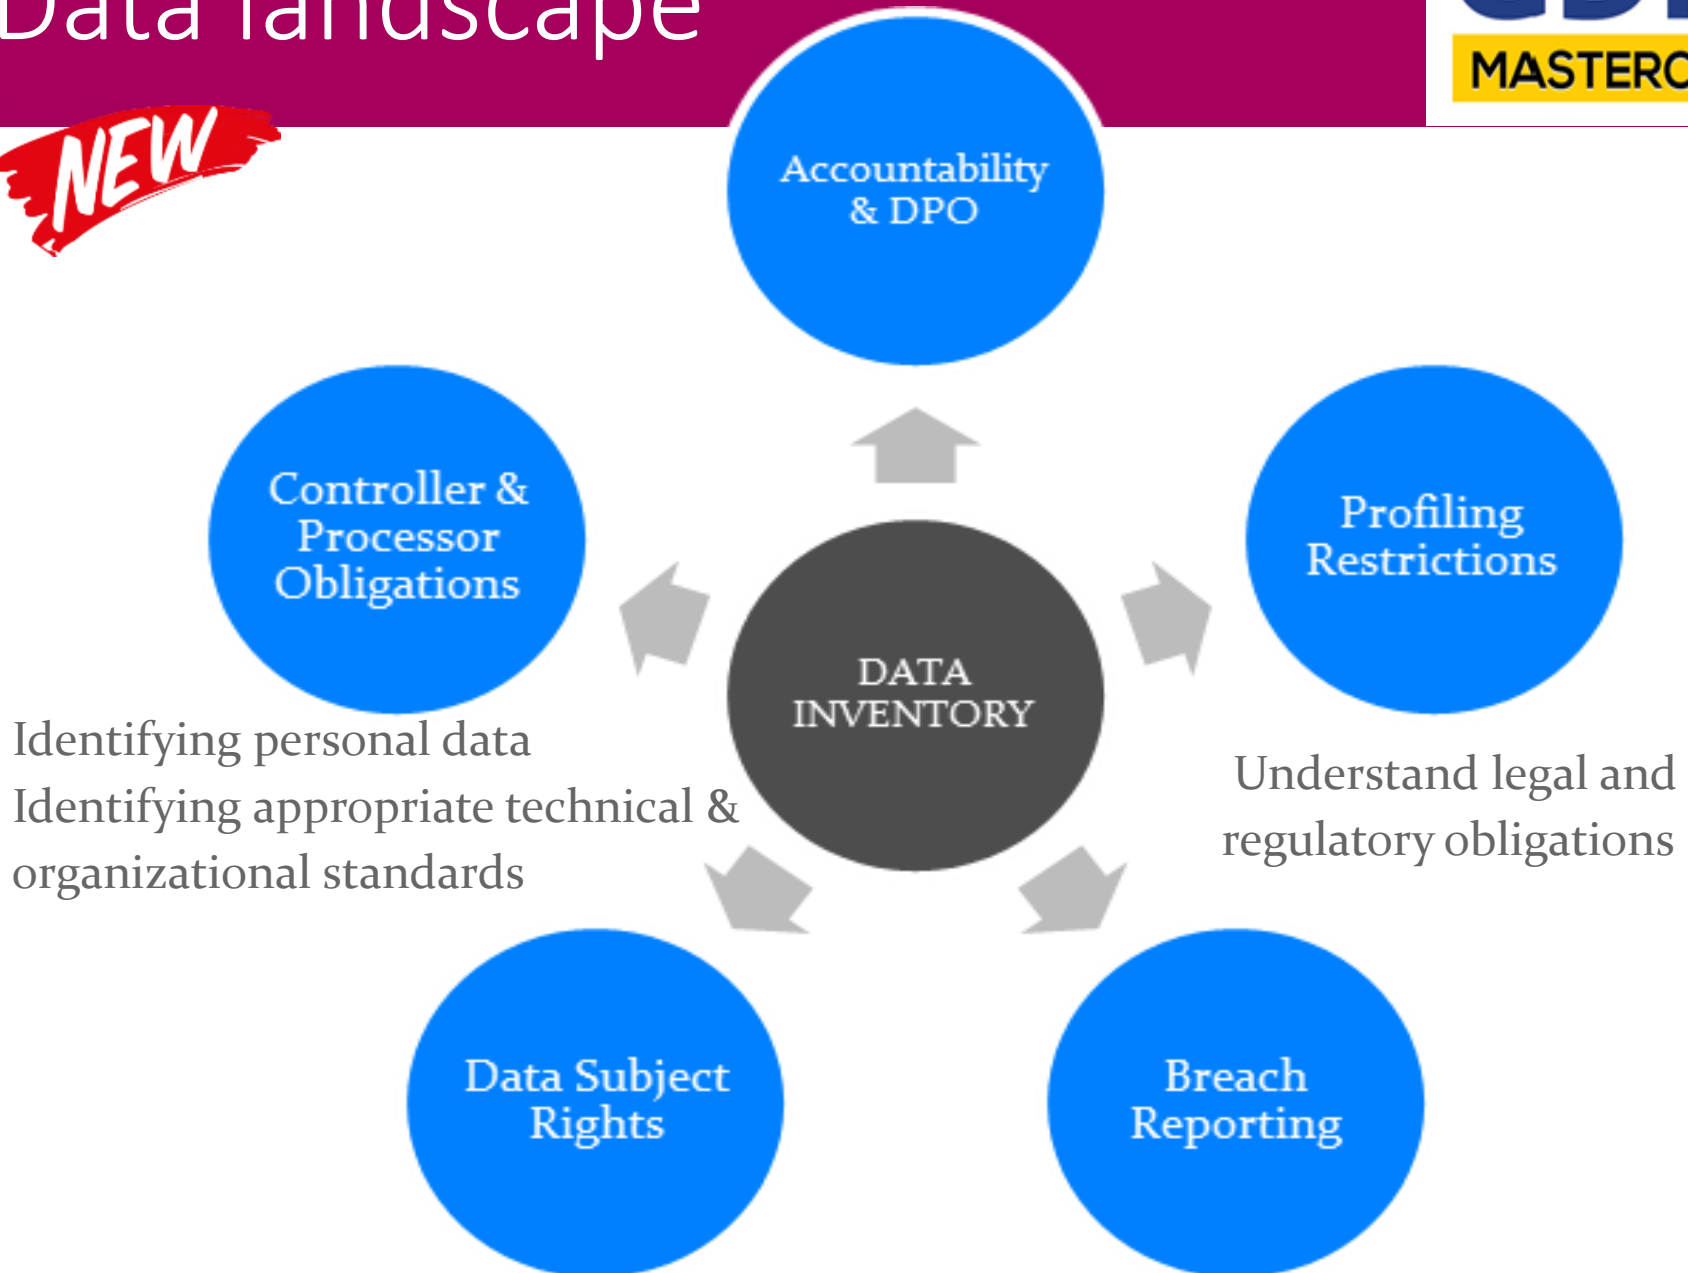 Data landscape
NEW
Accountability
& DPO
Controller &
Processor
Obligations
Profiling
Restrictions
DATA
INVENTORY
Identifying personal data
Identifying appropriate technical &
organizational standards
Understand legal and
regulatory obligations
Data Subject
Rights
Breach
Reporting